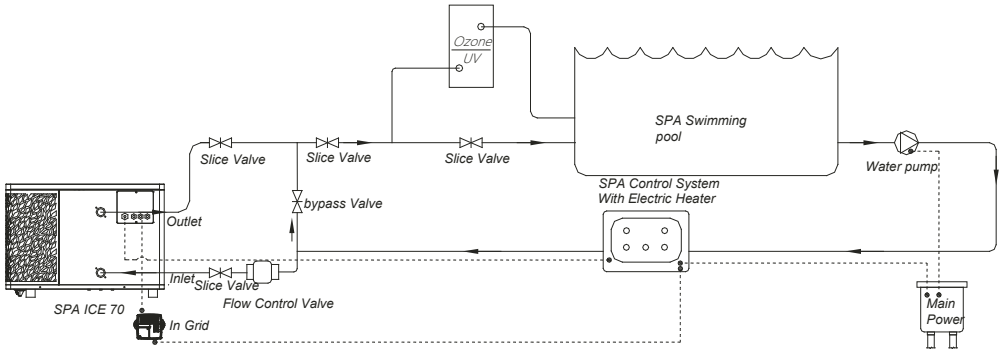 Ozone
UV
SPA Swimming
pool
Slice Valve
Slice Valve
Slice Valve
Water pump
SPA Control System
With Electric Heater
bypass Valve
Outlet
Inlet
Slice Valve
Flow Control Valve
SPA ICE 70
In Grid
Main
Power